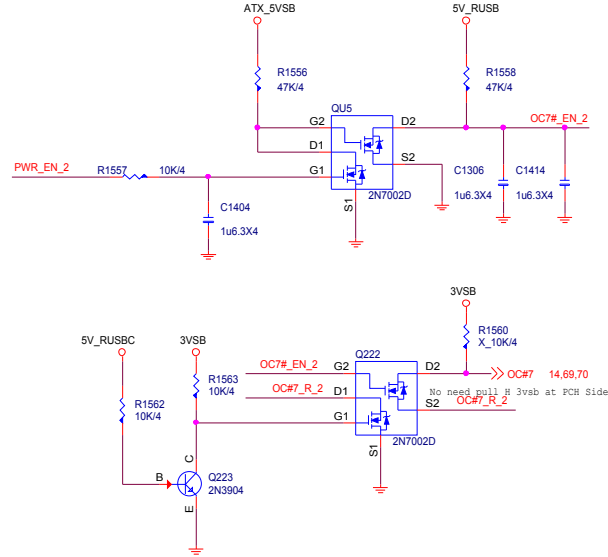 ATX_5VSB
5V_RUSB
R1556
47K/4
R1558
47K/4
QU5
G2
D2
OC7#_EN_2
D1
PWR_EN_2
R1557
10K/4
G1
S2
C1306
C1414
1u6.3X4
1u6.3X4
S1
2N7002D
C1404
1u6.3X4
3VSB
5V_RUSBC
3VSB
R1560
X_10K/4
Q222
OC7#_EN_2
G2
D2
OC#7
14,69,70
R1563
10K/4
OC#7_R_2
D1
No need pull H 3vsb at PCH Side
R1562
10K/4
G1
S2
OC#7_R_2
S1
2N7002D
C
Q223
B
2N3904
E